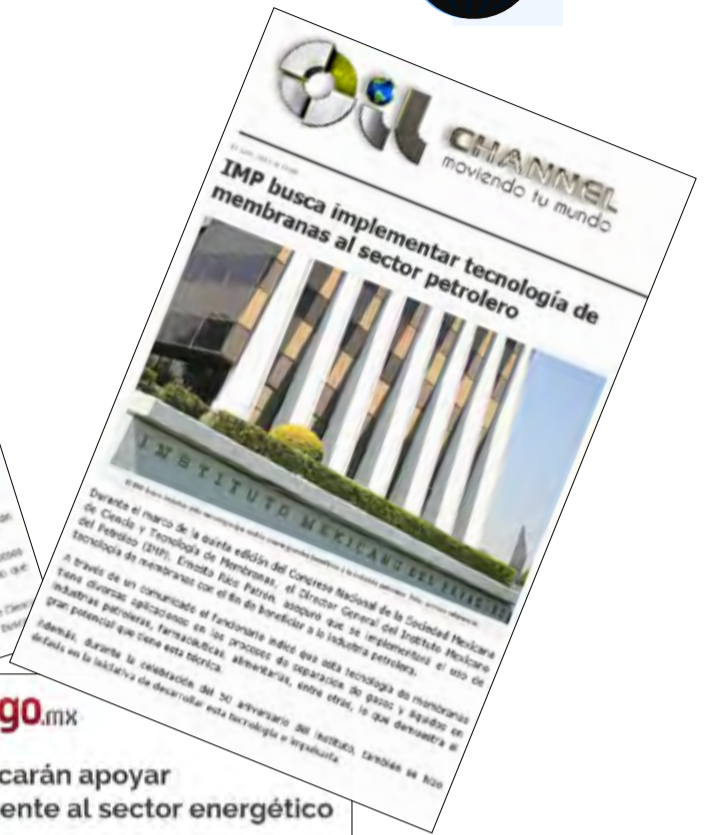 Oil CHANNEL
moviendo tu mundo
IMP busca implementar tecnología de
membranas al sector petrolero
INSTITUTO MEXICANO DEL PETROLEO
Durante el marco de la quinta edición del Congreso Nacional de la Sociedad Mexicana
de Ciencia y Tecnología de Membranas, el Director General del Instituto Mexicano
del Petróleo (IMP), Ernesto Ríos Patrón, aseguró que se implementará el uso de
tecnología de membranas con el fin de beneficiar a la industria petrolera.
A través de un comunicado el funcionario indicó que esta tecnología de membranas
tiene diversas aplicaciones en los procesos de separación de gases y líquidos en
industrias petroleras, farmacéuticas, alimentarias, entre otras, lo que demuestra el
gran potencial que tiene esta técnica.
Además, durante la celebración del 50 aniversario del instituto, también se hizo
énfasis en la iniciativa de desarrollar esta tecnología e impulsarla
go.mx
carán apoyar
ente al sector energético